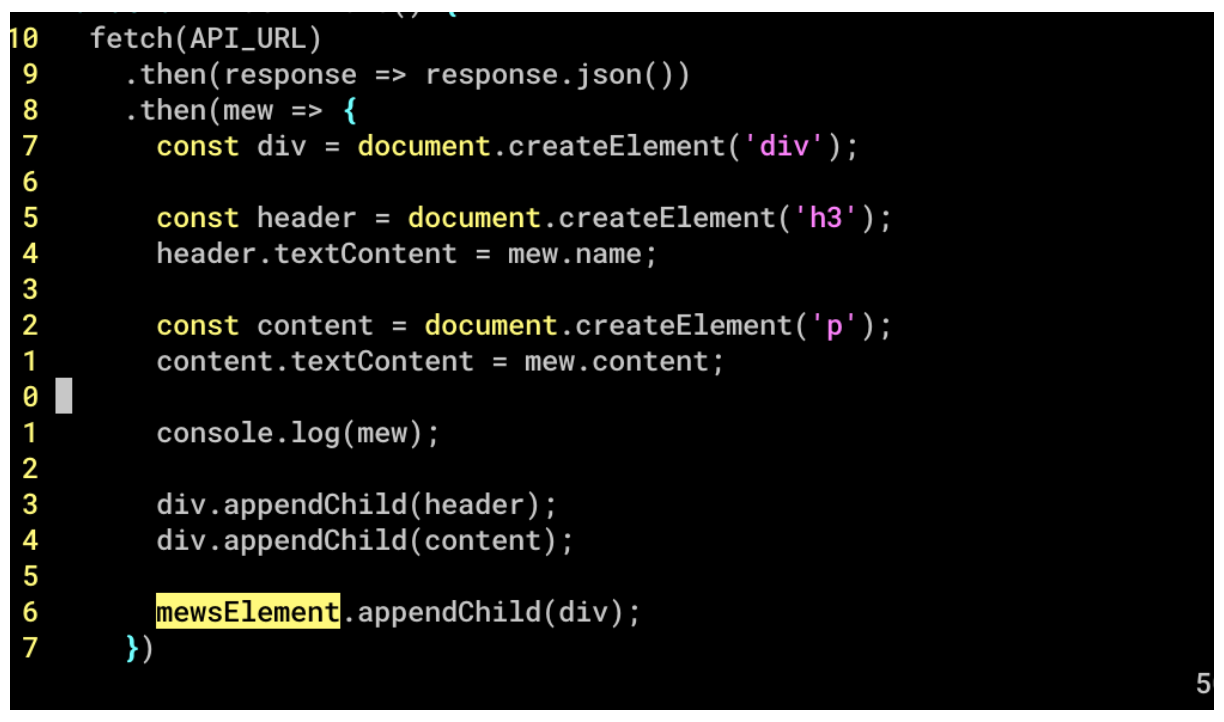 10 fetch(API_URL)
9 .then(response => response.json())
8 .then(mew => {
7 const div = document.createElement('div');
6
5 const header = document.createElement('h3');
4 header.textContent = mew.name;
3
2 const content = document.createElement('p');
1 content.textContent = mew.content;
0
1 console.log(mew);
2
3 div.appendChild(header);
4 div.appendChild(content);
5
6 mewsElement.appendChild(div);
7 })